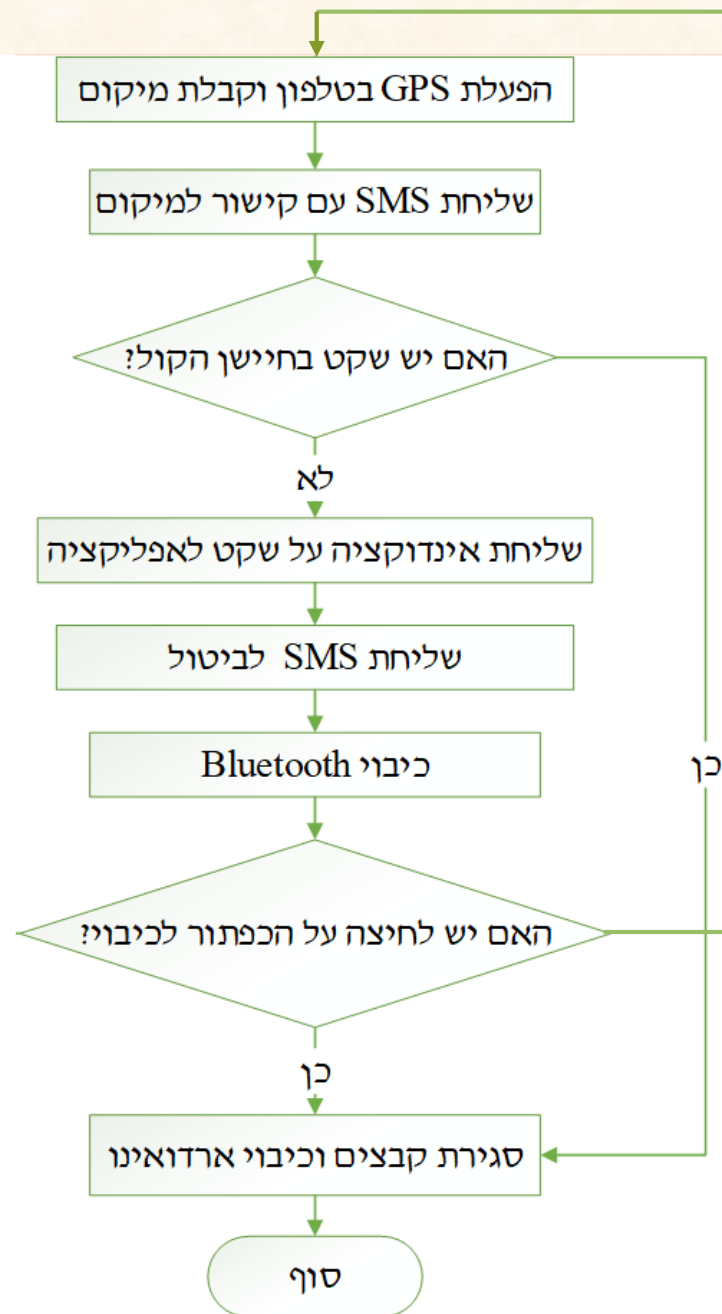 הפעלת GPS בטלפון וקבלת מיקום
שליחת SMS עם קישור למיקום
האם יש שקט בחיישן הקול?
לא
שליחת אינדוקציה על שקט לאפליקציה
שליחת SMS לביטול
כיבוי Bluetooth
כן
האם יש לחיצה על הכפתור לכיבוי?
כן
סגירת קבצים וכיבוי ארדואינו
סוף